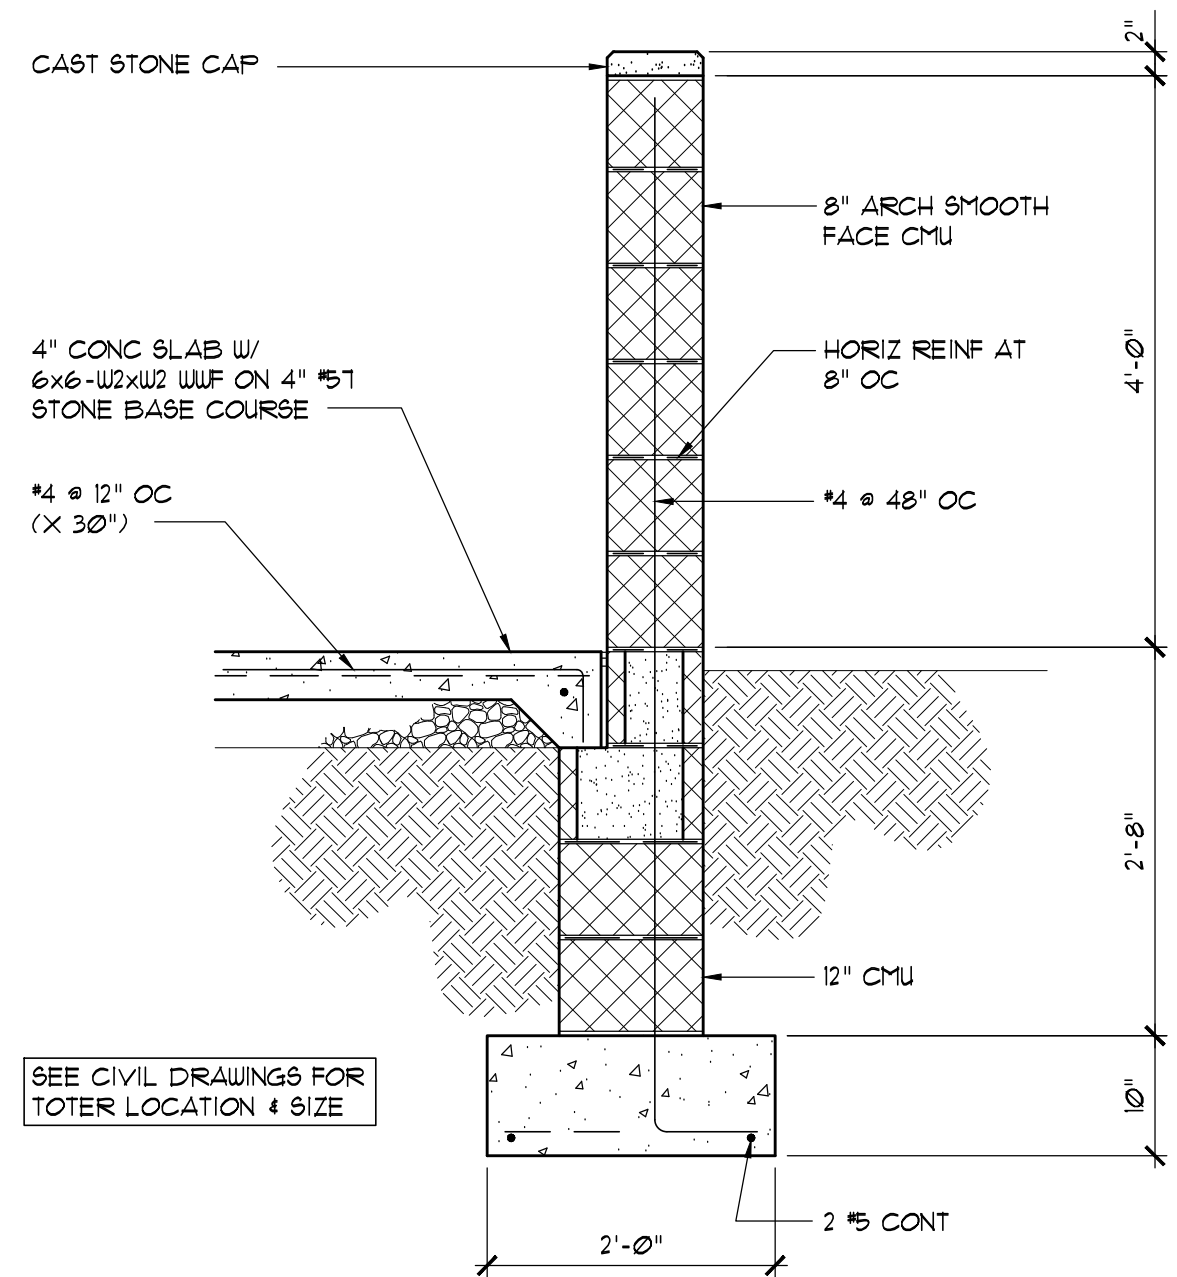 2"
CAST STONE CAP
8" ARCH SMOOTH
FACE CMU
4" CONC SLAB W/
6x6-W2xW2 WWF ON 4" #57
STONE BASE COURSE
HORIZ REINF AT
8" OC
4'-0"
#4 @ 12" OC
(X 30")
#4 @ 48" OC
2'-8"
12" CMU
SEE CIVIL DRAWINGS FOR
TOTER LOCATION & SIZE
10"
2 #5 CONT
2'-0"